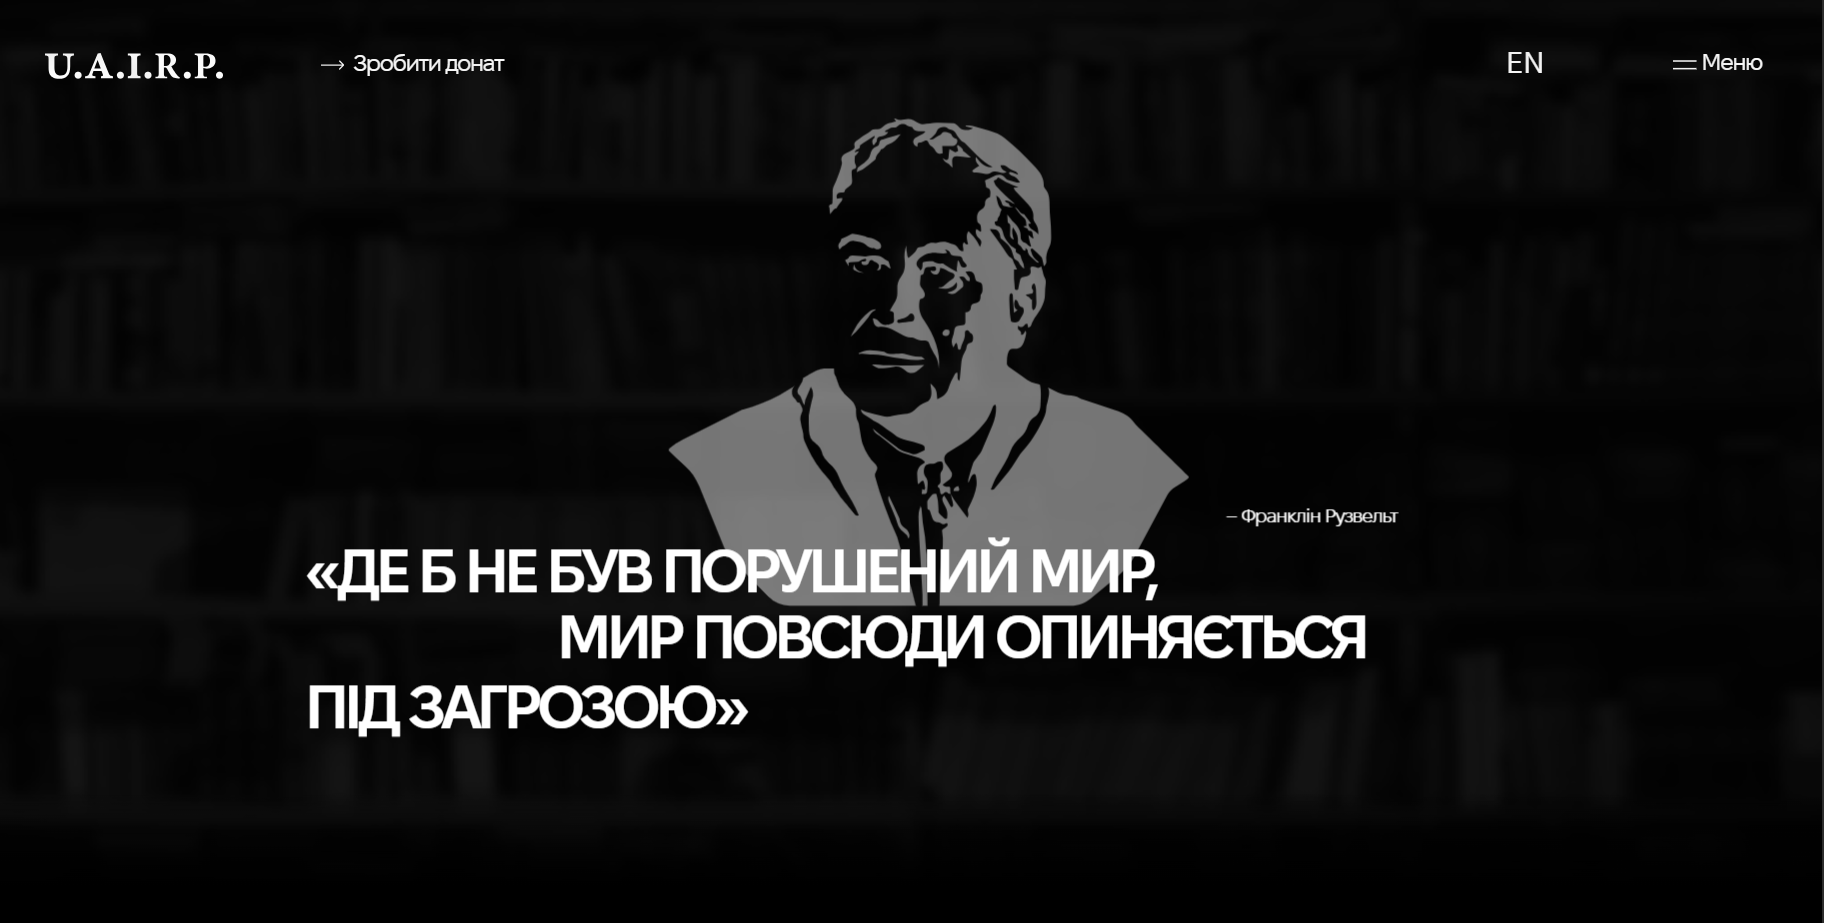 U.A.I.R.P.
Зробити донат
EN
Меню
– Франклін Рузвельт
«ДЕ Б НЕ БУВ ПОРУШЕНИЙ МИР,
МИР ПОВСЮДИ ОПИНЯЄТЬСЯ
ПІД ЗАГРОЗОЮ»